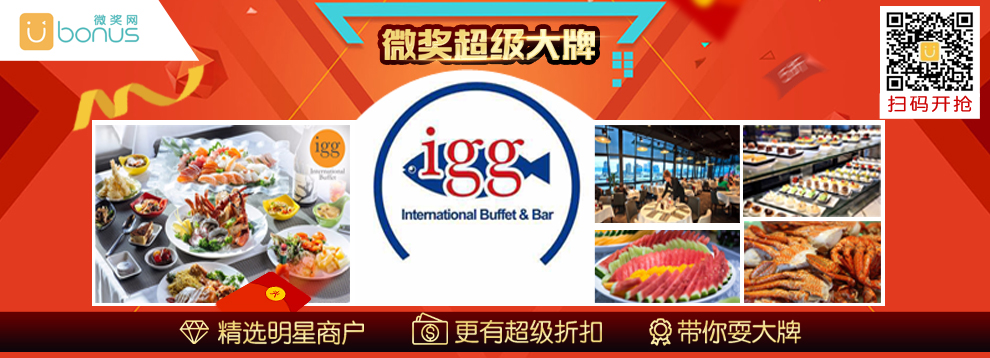 微奖网
Ubonus
微奖超级大牌
扫码开抢
igg
International
Buffet
igg
International Buffet & Bar
精选明星商户
更有超级折扣
带你耍大牌